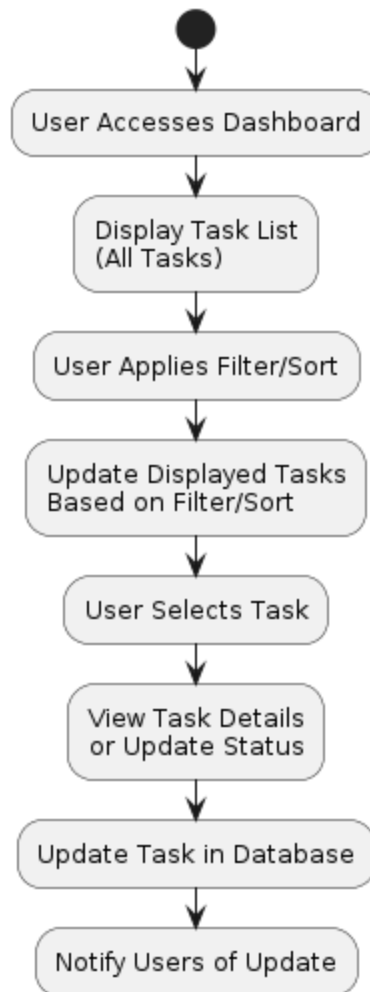 User Accesses Dashboard
Display Task List
(All Tasks)
User Applies Filter/Sort
Update Displayed Tasks
Based on Filter/Sort
User Selects Task
View Task Details
or Update Status
Update Task in Database
Notify Users of Update